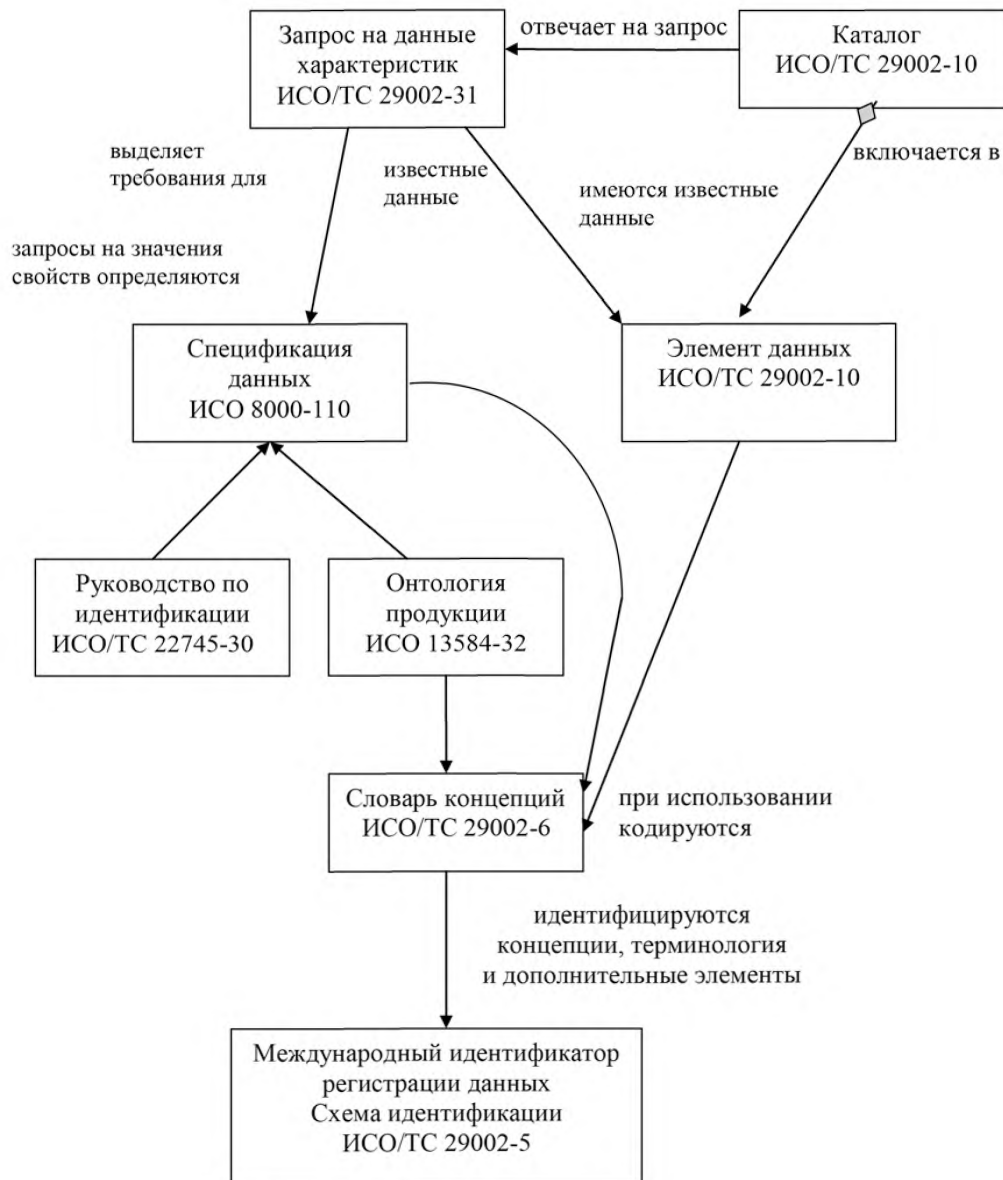 Запрос на данные
характеристик
ИСО/ТС 29002-31
отвечает на запрос
Каталог
ИСО/ТС 29002-10
выделяет
требования для
известные
данные
имеются известные
данные
включается в
запросы на значения
свойств определяются
Спецификация
данных
ИСО 8000-110
Элемент данных
ИСО/ТС 29002-10
Руководство по
идентификации
ИСО/ТС 22745-30
Онтология
продукции
ИСО 13584-32
Словарь концепций
ИСО/ТС 29002-6
при использовании
кодируются
идентифицируются
концепции, терминология
и дополнительные элементы
Международный идентификатор
регистрации данных
Схема идентификации
ИСО/ТС 29002-5